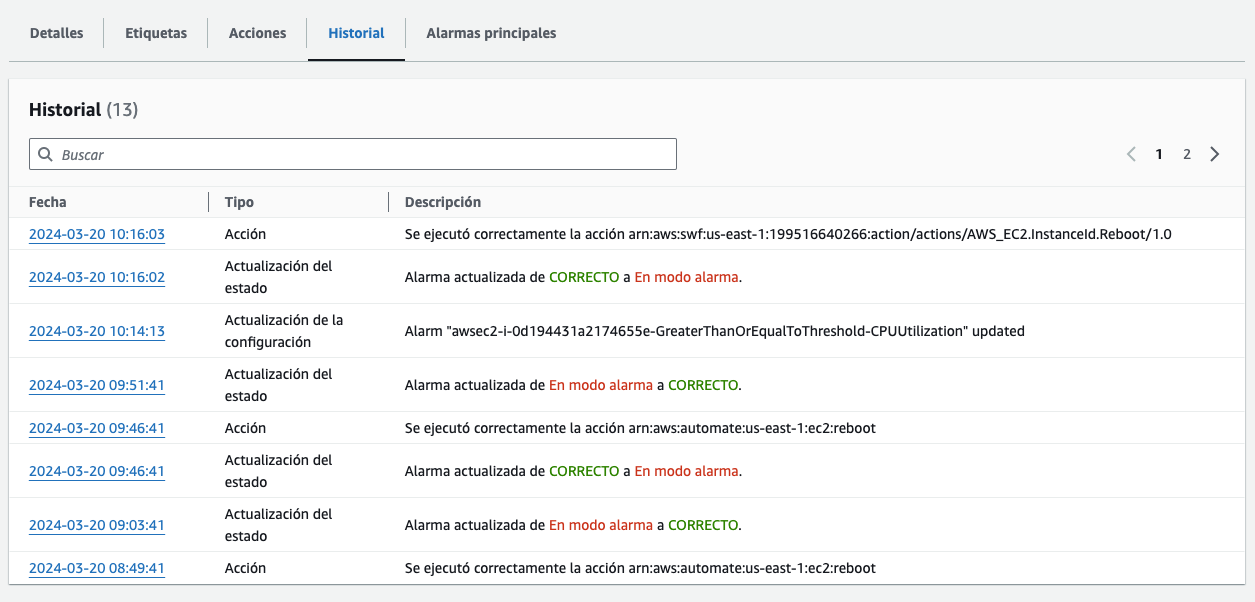 Detalles Etiquetas Acciones Historial Alarmas principales
Historial (13)
Buscar 1 2
Fecha Tipo Descripción
2024-03-20 10:16:03 Acción Se ejecutó correctamente la acción arn:aws:swf:us-east-1:199516640266:action/actions/AWS_EC2.InstanceId.Reboot/1.0
2024-03-20 10:16:02 Actualización del estado Alarma actualizada de CORRECTO a En modo alarma.
2024-03-20 10:14:13 Actualización de la configuración Alarm "awsec2-i-0d194431a2174655e-GreaterThanOrEqualToThreshold-CPUUtilization" updated
2024-03-20 09:51:41 Actualización del estado Alarma actualizada de En modo alarma a CORRECTO.
2024-03-20 09:46:41 Acción Se ejecutó correctamente la acción arn:aws:automate:us-east-1:ec2:reboot
2024-03-20 09:46:41 Actualización del estado Alarma actualizada de CORRECTO a En modo alarma.
2024-03-20 09:03:41 Actualización del estado Alarma actualizada de En modo alarma a CORRECTO.
2024-03-20 08:49:41 Acción Se ejecutó correctamente la acción arn:aws:automate:us-east-1:ec2:reboot